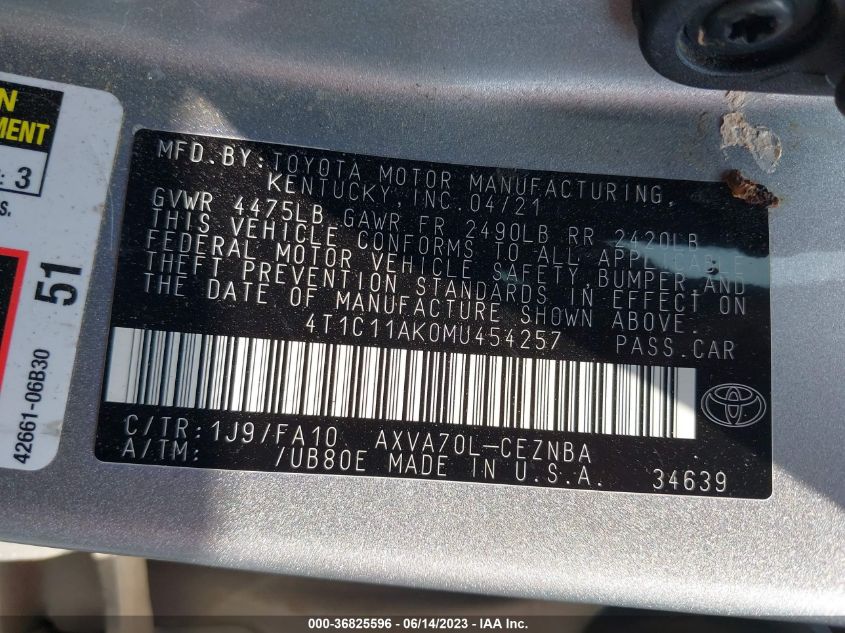 N
MENT
: 3
S.
51
42661-06B30
MFD.BY: TOYOTA MOTOR MANUFACTURING,
KENTUCKY, INC. 04/21
GVWR 4475LB GAWR FR 2490LB RR 2420LB
THIS VEHICLE CONFORMS TO ALL APPLICABLE
FEDERAL MOTOR VEHICLE SAFETY, BUMPER AND
THEFT PREVENTION STANDARDS IN EFFECT ON
THE DATE OF MANUFACTURE SHOWN ABOVE.
4T1C11AK0MU454257 PASS.CAR
C/TR: 1J9/FA10 AXVA70L-CEZNBA
A/TM: /UB80E MADE IN U.S.A. 34639
000-36825596 - 06/14/2023 - IAA Inc.